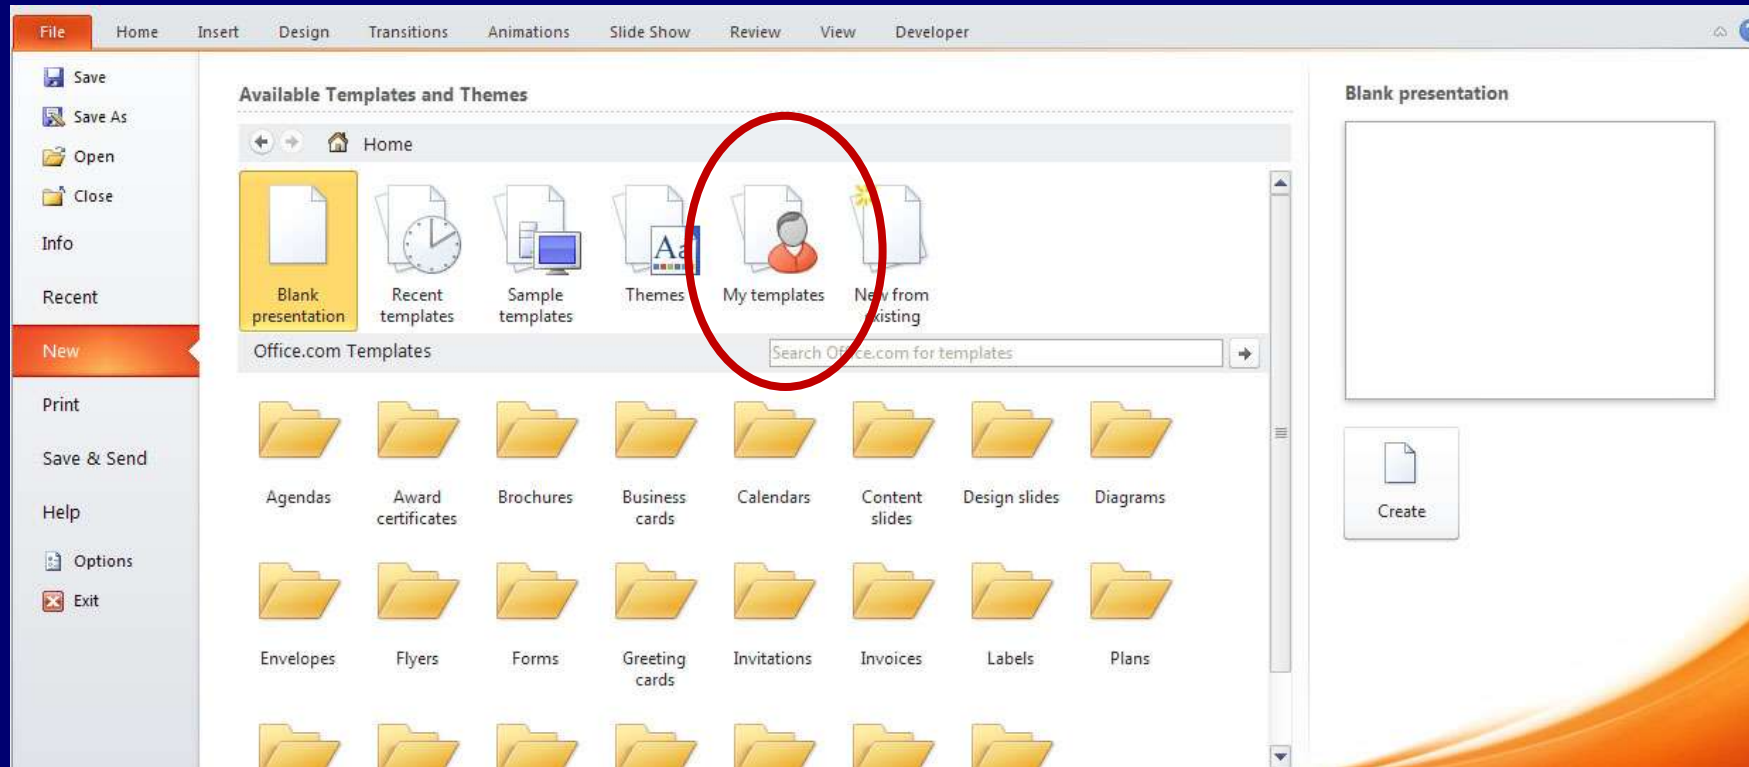 File Home Insert Design Transitions Animations Slide Show Review View Developer
Save
Save As
Open
Close
Info
Recent
New
Print
Save & Send
Help
Options
Exit
Available Templates and Themes
Home
Blank presentation
Recent templates
Sample templates
Aa
Themes
My templates
New from existing
Office.com Templates
Search Office.com for templates
Agendas
Award certificates
Brochures
Business cards
Calendars
Content slides
Design slides
Diagrams
Envelopes
Flyers
Forms
Greeting cards
Invitations
Invoices
Labels
Plans
Blank presentation
Create